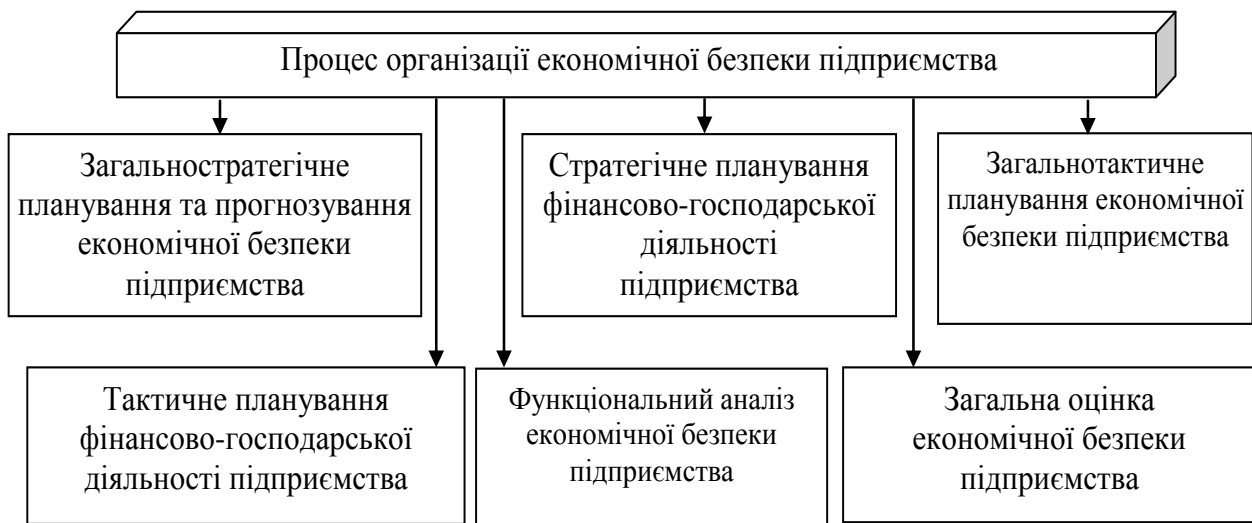 Процес організації економічної безпеки підприємства
Загальностратегічне
планування та прогнозування
економічної безпеки
підприємства
Стратегічне планування
фінансово-господарської
діяльності
підприємства
Загальнотактичне
планування економічної
безпеки підприємства
Тактичне планування
фінансово-господарської
діяльності підприємства
Функціональний аналіз
економічної безпеки
підприємства
Загальна оцінка
економічної безпеки
підприємства